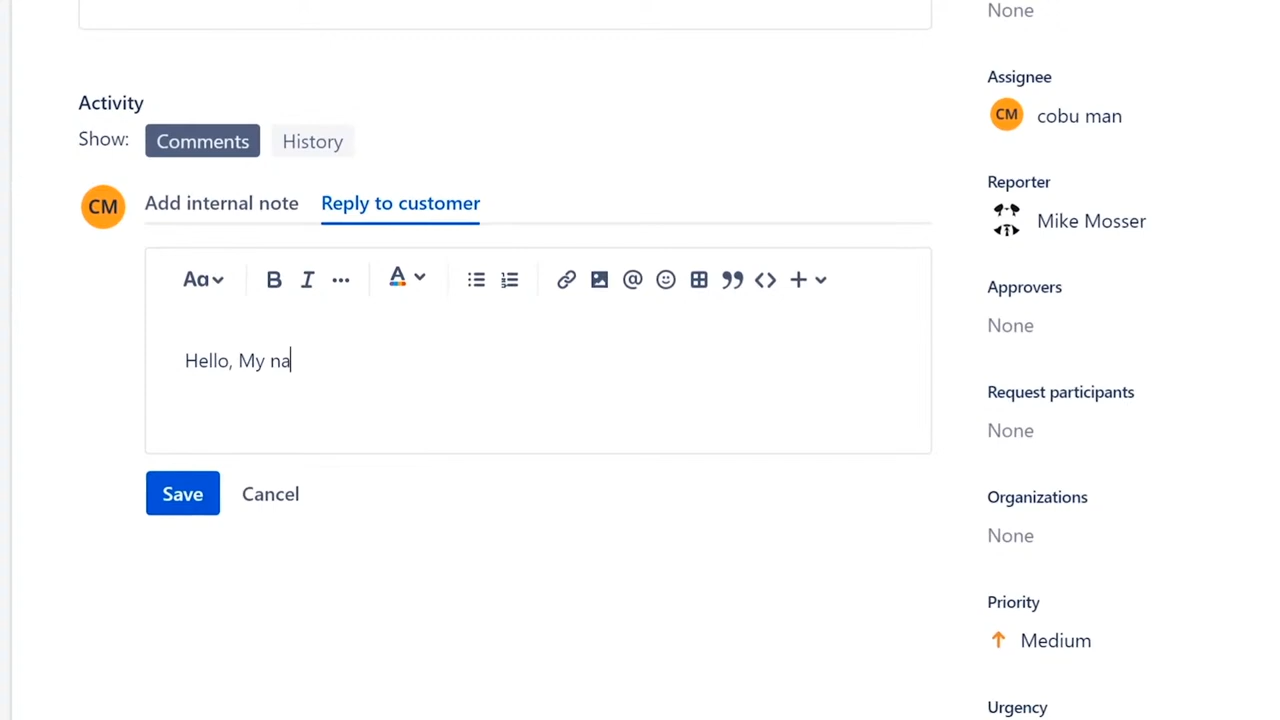 None
Assignee
CM cobu man
Reporter
Mike Mosser
Approvers
None
Request participants
None
Organizations
None
Priority
Medium
Urgency
Activity
Show: Comments History
CM Add internal note Reply to customer
Aa B I ... A @ <> +
Hello, My na
Save Cancel